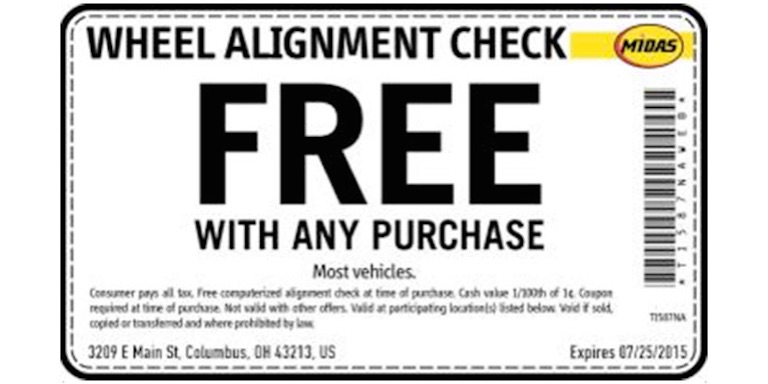 WHEEL ALIGNMENT CHECK
MIDAS
FREE
WITH ANY PURCHASE
Most vehicles.
Consumer pays all tax. Free computerized alignment check at time of purchase. Cash value 1/100th of 1¢. Coupon
required at time of purchase. Not valid with other offers. Valid at participating location(s) listed below. Void if sold,
copied or transferred and where prohibited by law.
*TI587NAWEB*
TI587NA
3209 E Main St, Columbus, OH 43213, US
Expires 07/25/2015